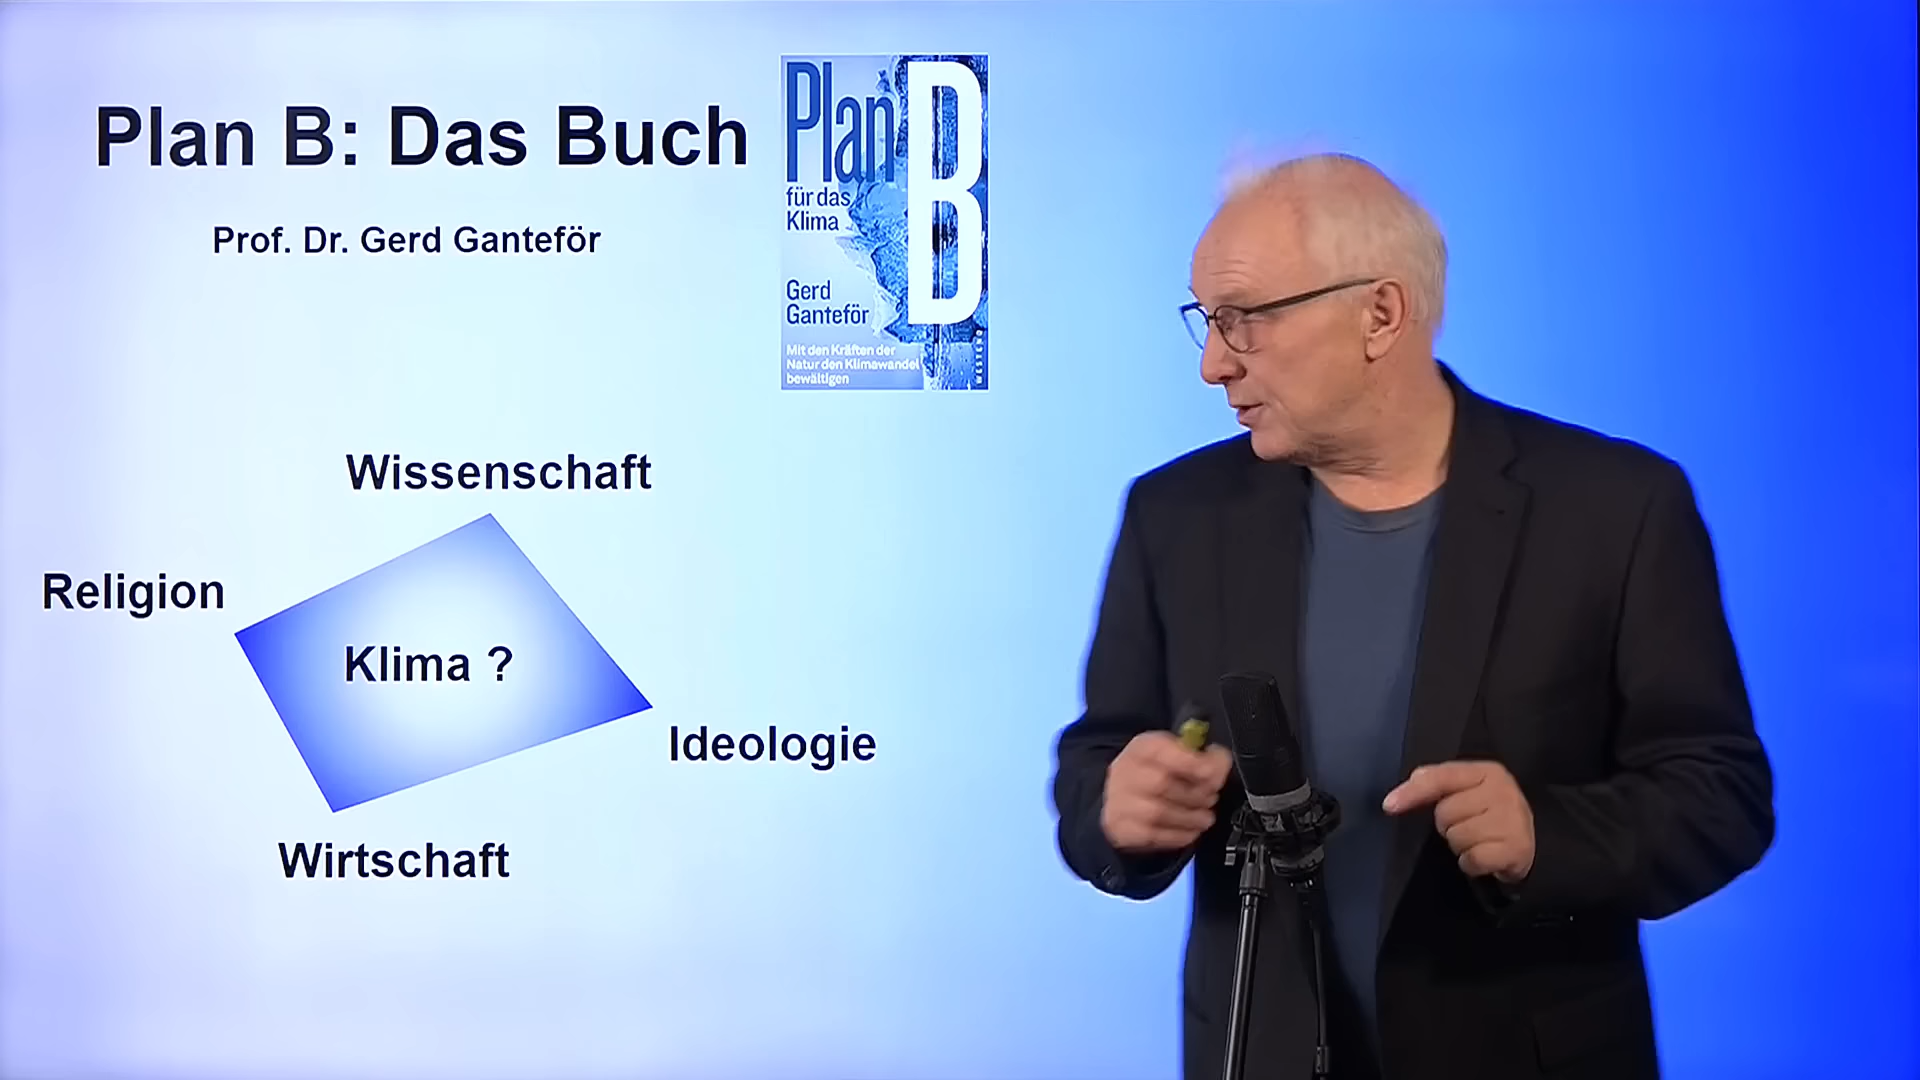 Plan B: Das Buch
Prof. Dr. Gerd Ganteför
Plan B
für das
Klima
Gerd
Ganteför
Mit den Kräften der
Natur den Klimawandel
bewältigen
WESTEND
Wissenschaft
Religion
Klima ?
Ideologie
Wirtschaft